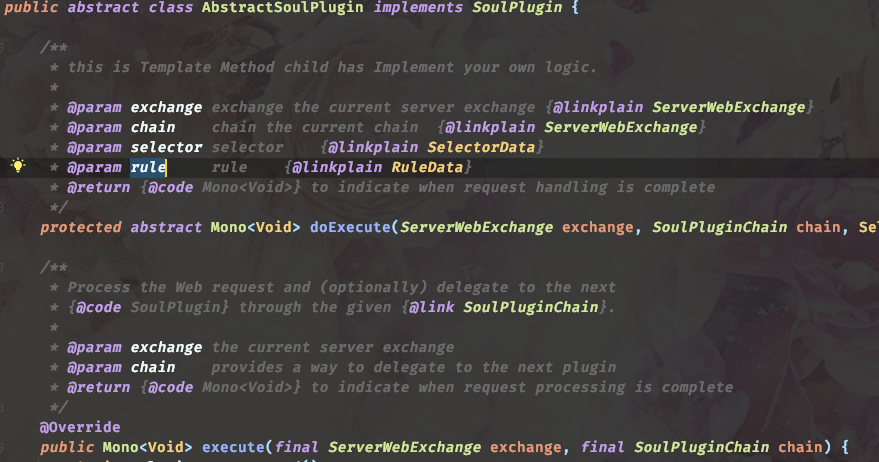 public abstract class AbstractSoulPlugin implements SoulPlugin {
/**
* this is Template Method child has Implement your own logic.
*
* @param exchange exchange the current server exchange {@linkplain ServerWebExchange}
* @param chain    chain the current chain  {@linkplain ServerWebExchange}
* @param selector selector    {@linkplain SelectorData}
* @param rule     rule    {@linkplain RuleData}
* @return {@code Mono<Void>} to indicate when request handling is complete
*/
protected abstract Mono<Void> doExecute(ServerWebExchange exchange, SoulPluginChain chain, Se
/**
* Process the Web request and (optionally) delegate to the next
* {@code SoulPlugin} through the given {@link SoulPluginChain}.
*
* @param exchange the current server exchange
* @param chain    provides a way to delegate to the next plugin
* @return {@code Mono<Void>} to indicate when request processing is complete
*/
@Override
public Mono<Void> execute(final ServerWebExchange exchange, final SoulPluginChain chain) {